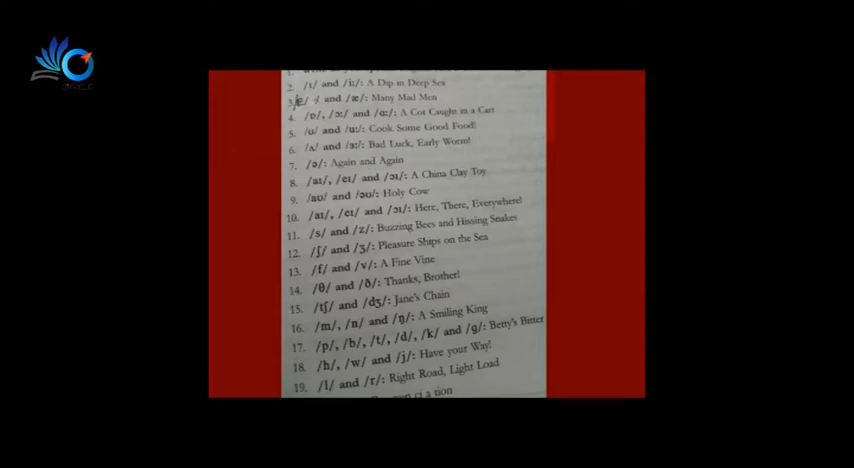 2. /ɪ/ and /iː/: A Dip in Deep Sea
3. /e/ and /æ/: Many Mad Men
4. /ɒ/, /ɔː/ and /ɑː/: A Cot Caught in a Cart
5. /ʊ/ and /uː/: Cook Some Good Food!
6. /ʌ/ and /ɜː/: Bad Luck, Early Worm!
7. /ə/: Again and Again
8. /aɪ/, /eɪ/ and /ɔɪ/: A China Clay Toy
9. /aʊ/ and /əʊ/: Holy Cow
10. /aɪ/, /eɪ/ and /ɔɪ/: Here, There, Everywhere!
11. /s/ and /z/: Buzzing Bees and Hissing Snakes
12. /ʃ/ and /ʒ/: Pleasure Ships on the Sea
13. /f/ and /v/: A Fine Vine
14. /θ/ and /ð/: Thanks, Brother!
15. /tʃ/ and /dʒ/: Jane's Chain
16. /m/, /n/ and /ŋ/: A Smiling King
17. /p/, /b/, /t/, /d/, /k/ and /g/: Betty's Bitter
18. /h/, /w/ and /j/: Have your Way!
19. /l/ and /r/: Right Road, Light Load